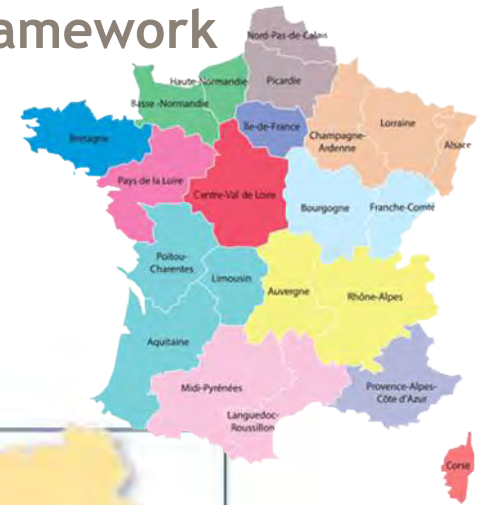 amework
Nord-Pas-de-Calais
Haute-Normandie
Picardie
Basse -Normandie
Île-de-France
Champagne-
Ardenne
Lorraine
Alsace
Bretagne
Pays de la Loire
Centre-Val de Loire
Bourgogne
Franche-Comté
Poitou-
Charentes
Limousin
Auvergne
Rhône-Alpes
Aquitaine
Midi-Pyrénées
Languedoc-
Roussillon
Provence-Alpes-
Côte d'Azur
Corse